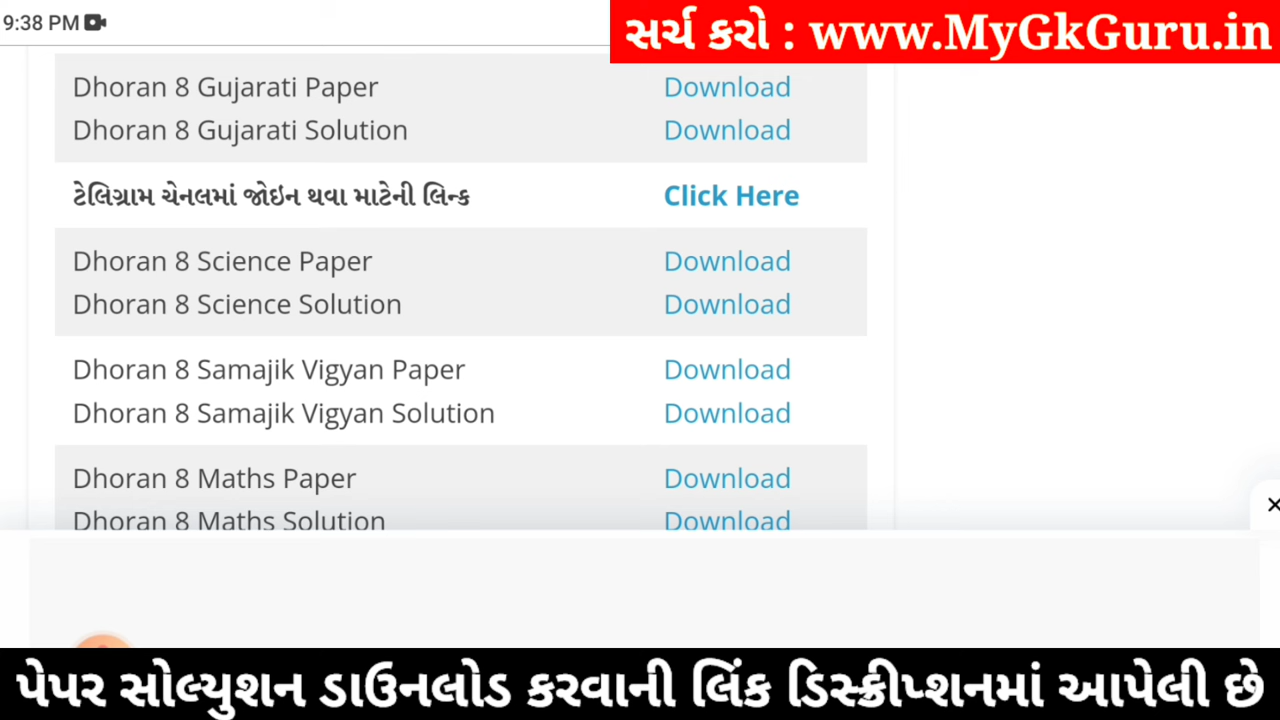 9:38 PM
સર્ચ કરો : www.MyGkGuru.in
Dhoran 8 Gujarati Paper Download
Dhoran 8 Gujarati Solution Download
ટેલિગ્રામ ચેનલમાં જોઇન થવા માટેની લિન્ક Click Here
Dhoran 8 Science Paper Download
Dhoran 8 Science Solution Download
Dhoran 8 Samajik Vigyan Paper Download
Dhoran 8 Samajik Vigyan Solution Download
Dhoran 8 Maths Paper Download
Dhoran 8 Maths Solution Download
પેપર સોલ્યુશન ડાઉનલોડ કરવાની લિંક ડિસ્ક્રીપ્શનમાં આપેલી છે